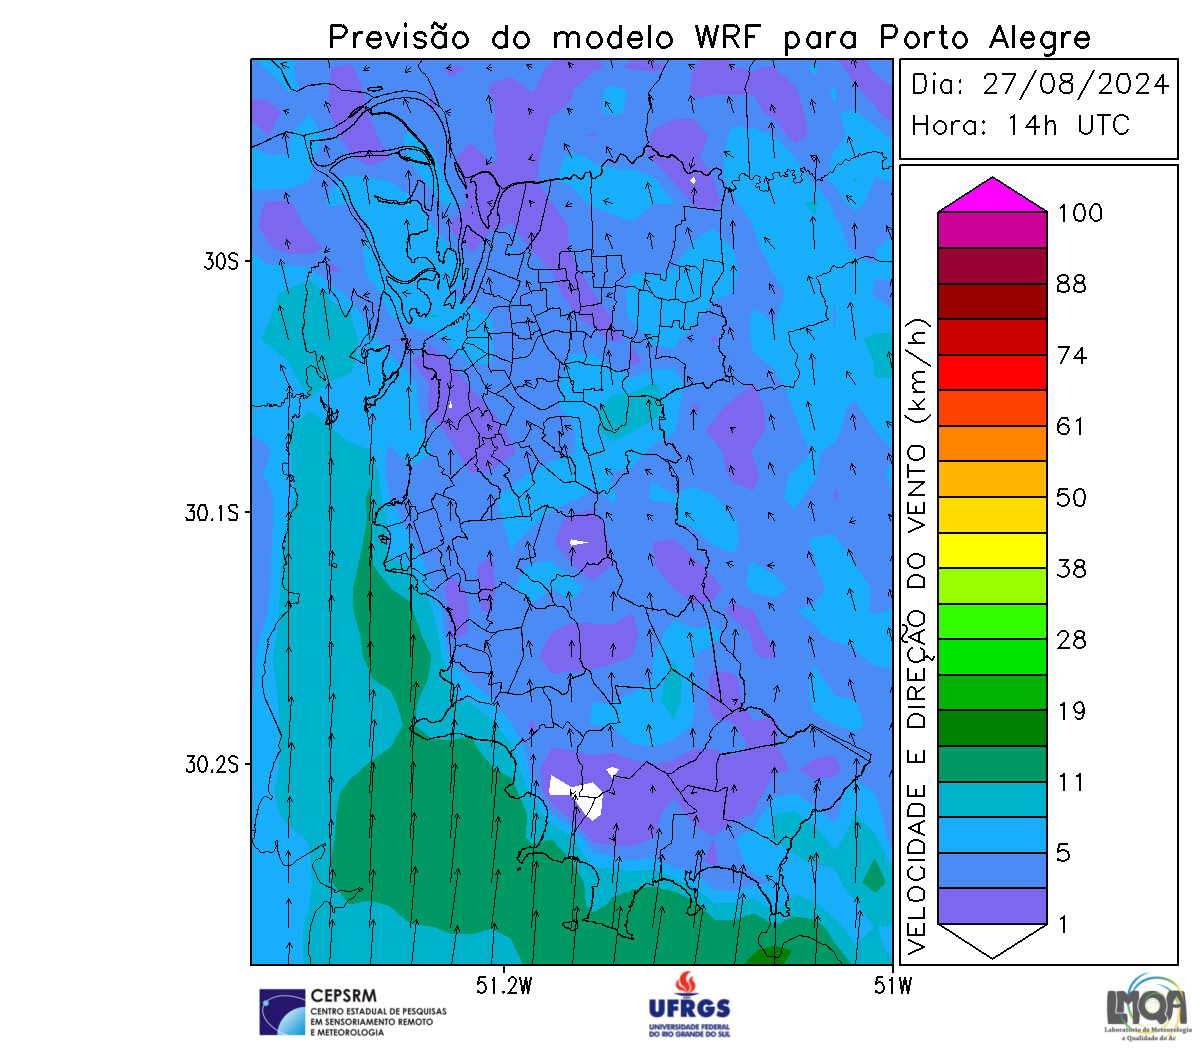 Previsão do modelo WRF para Porto Alegre
Dia: 27/08/2024
Hora: 14h UTC
VELOCIDADE E DIREÇÃO DO VENTO (km/h)
100
88
74
61
50
38
28
19
11
5
1
30S
30.1S
30.2S
51.2W
51W
CEPSRM
CENTRO ESTADUAL DE PESQUISAS
EM SENSORIAMENTO REMOTO
E METEOROLOGIA
UFRGS
UNIVERSIDADE FEDERAL
DO RIO GRANDE DO SUL
LMQA
Laboratório de Meteorologia
e Qualidade do Ar